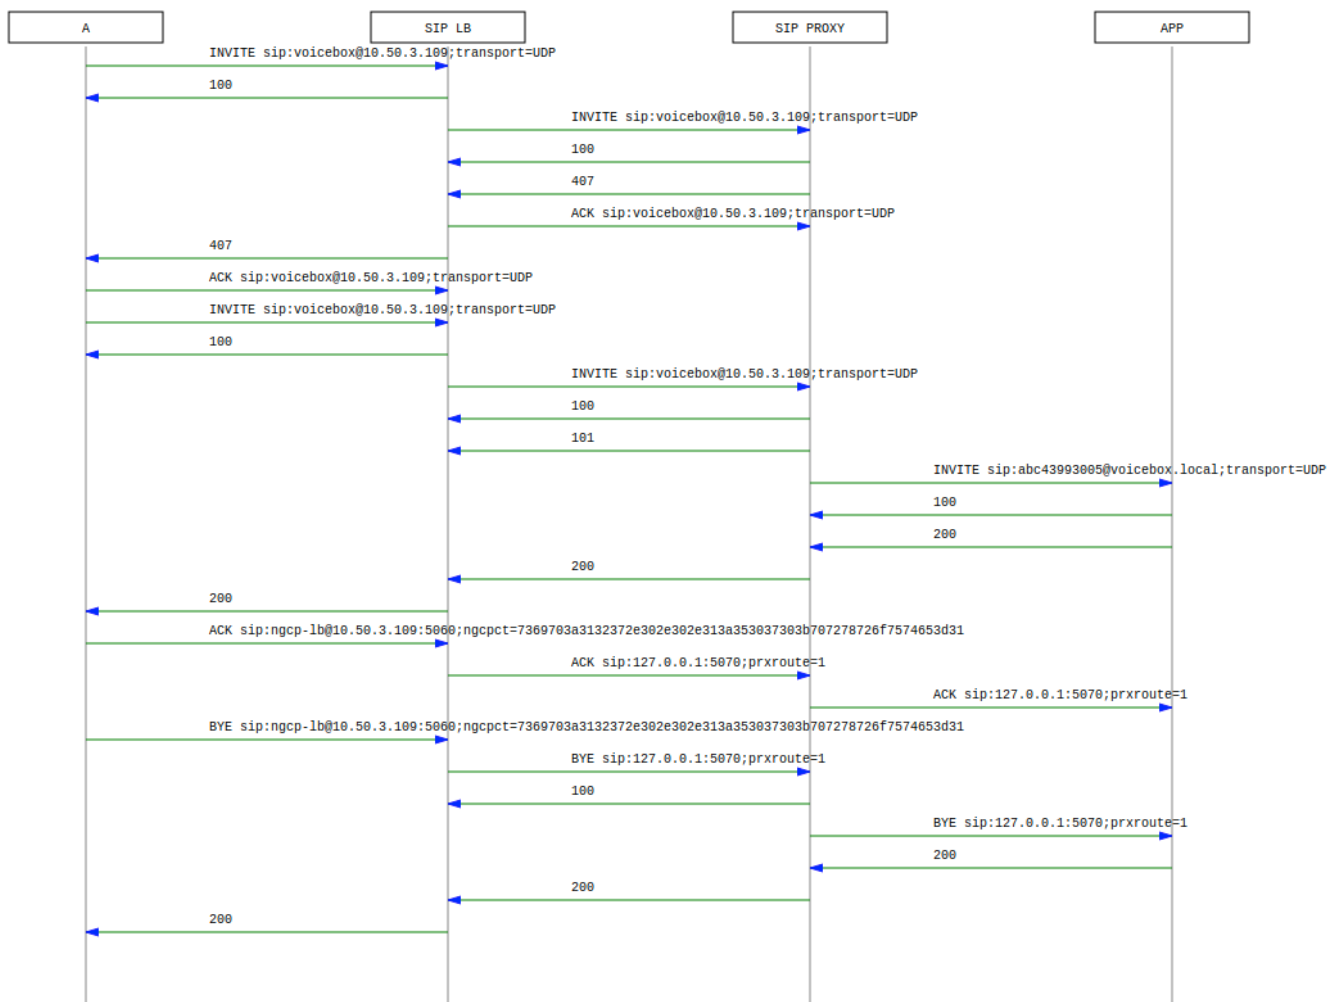 A
SIP LB
SIP PROXY
APP
INVITE sip:voicebox@10.50.3.109;transport=UDP
100
INVITE sip:voicebox@10.50.3.109;transport=UDP
100
407
ACK sip:voicebox@10.50.3.109;transport=UDP
407
ACK sip:voicebox@10.50.3.109;transport=UDP
INVITE sip:voicebox@10.50.3.109;transport=UDP
100
INVITE sip:voicebox@10.50.3.109;transport=UDP
100
101
INVITE sip:abc43993005@voicebox.local;transport=UDP
100
200
200
200
ACK sip:ngcp-lb@10.50.3.109:5060;ngcpct=7369703a3132372e302e302e313a353037303b707278726f7574653d31
ACK sip:127.0.0.1:5070;prxroute=1
ACK sip:127.0.0.1:5070;prxroute=1
BYE sip:ngcp-lb@10.50.3.109:5060;ngcpct=7369703a3132372e302e302e313a353037303b707278726f7574653d31
BYE sip:127.0.0.1:5070;prxroute=1
100
BYE sip:127.0.0.1:5070;prxroute=1
200
200
200